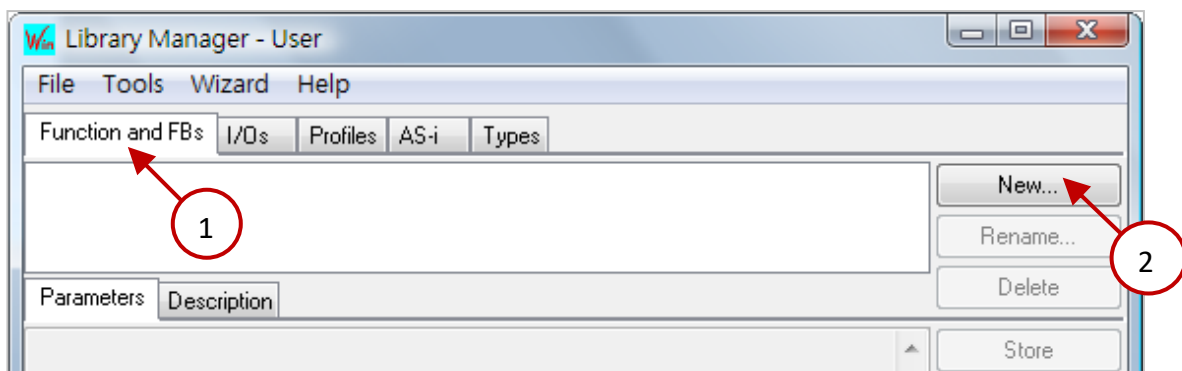 Win Library Manager - User
File Tools Wizard Help
Function and FBs I/Os Profiles AS-i Types
New...
1
Rename...
2
Delete
Parameters Description
Store